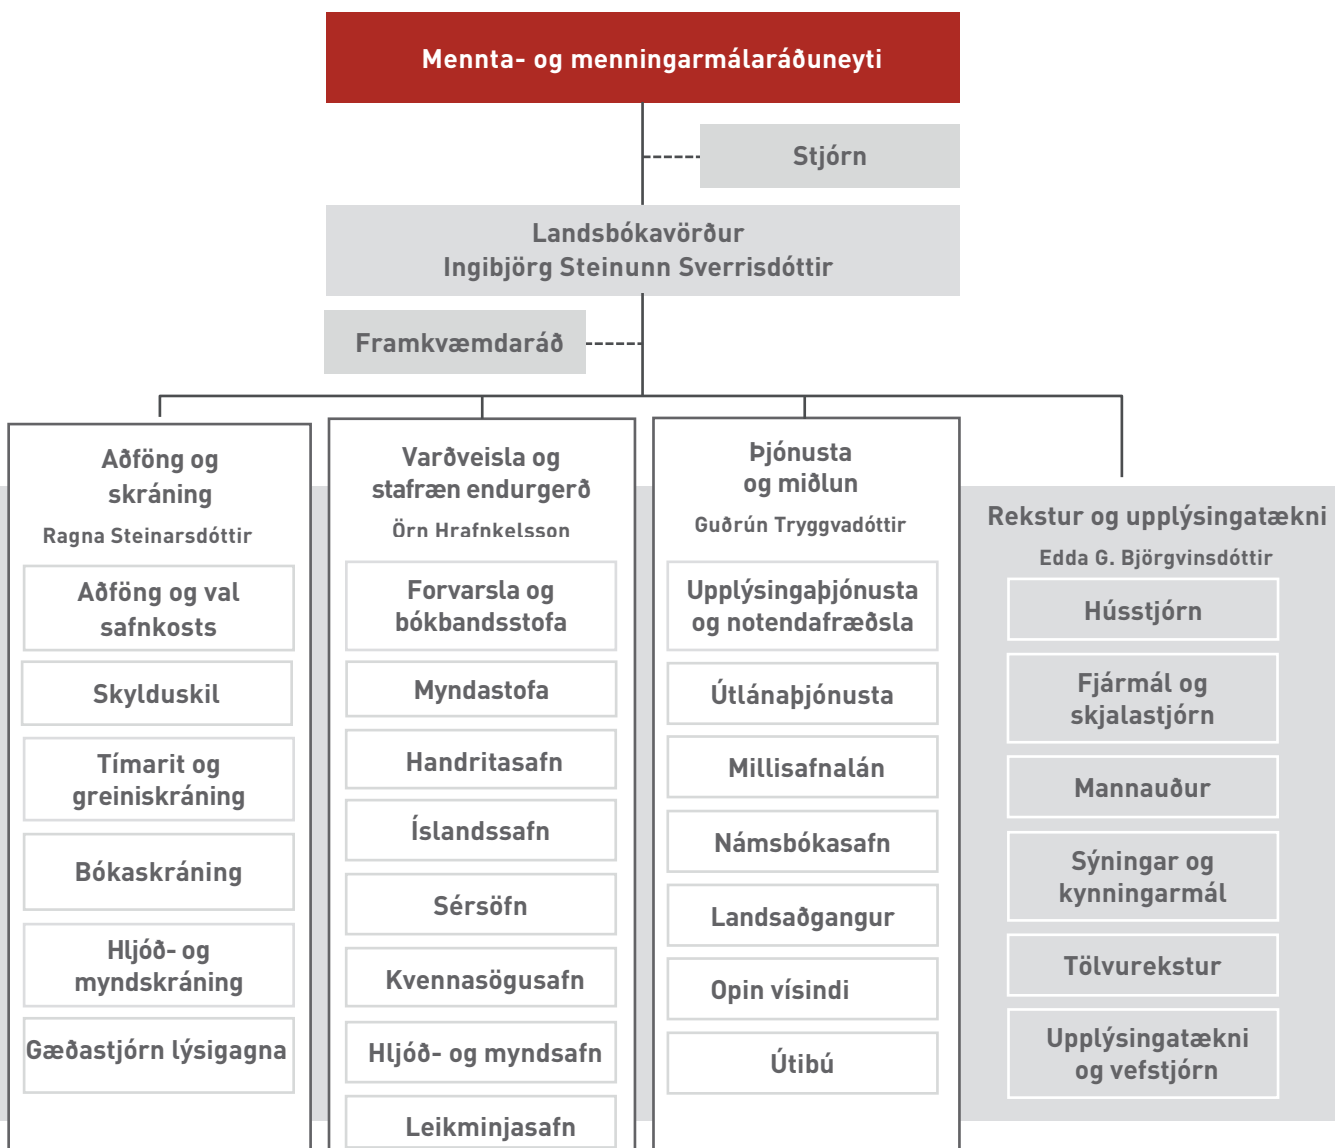 Mennta- og menningarmálaráðuneyti
Stjórn
Landsbókavörður
Ingibjörg Steinunn Sverrisdóttir
Framkvæmdaráð
Aðföng og
skráning
Ragna Steinarsdóttir
Aðföng og val
safnkosts
Skylduskil
Tímarit og
greiniskráning
Bókaskráning
Hljóð- og
myndskráning
Gæðastjórn lýsigagna
Varðveisla og
stafræn endurgerð
Örn Hrafnkelsson
Forvarsla og
bókbandsstofa
Myndastofa
Handritasafn
Íslandssafn
Sérsöfn
Kvennasögusafn
Hljóð- og myndsafn
Leikminjasafn
Þjónusta
og miðlun
Guðrún Tryggvadóttir
Upplýsingaþjónusta
og notendafræðsla
Útlánaþjónusta
Millisafnalán
Námsbókasafn
Landsaðgangur
Opin vísindi
Útibú
Rekstur og upplýsingatækni
Edda G. Björgvinsdóttir
Hússtjórn
Fjármál og
skjalastjórn
Mannauður
Sýningar og
kynningarmál
Tölvurekstur
Upplýsingatækni
og vefstjórn